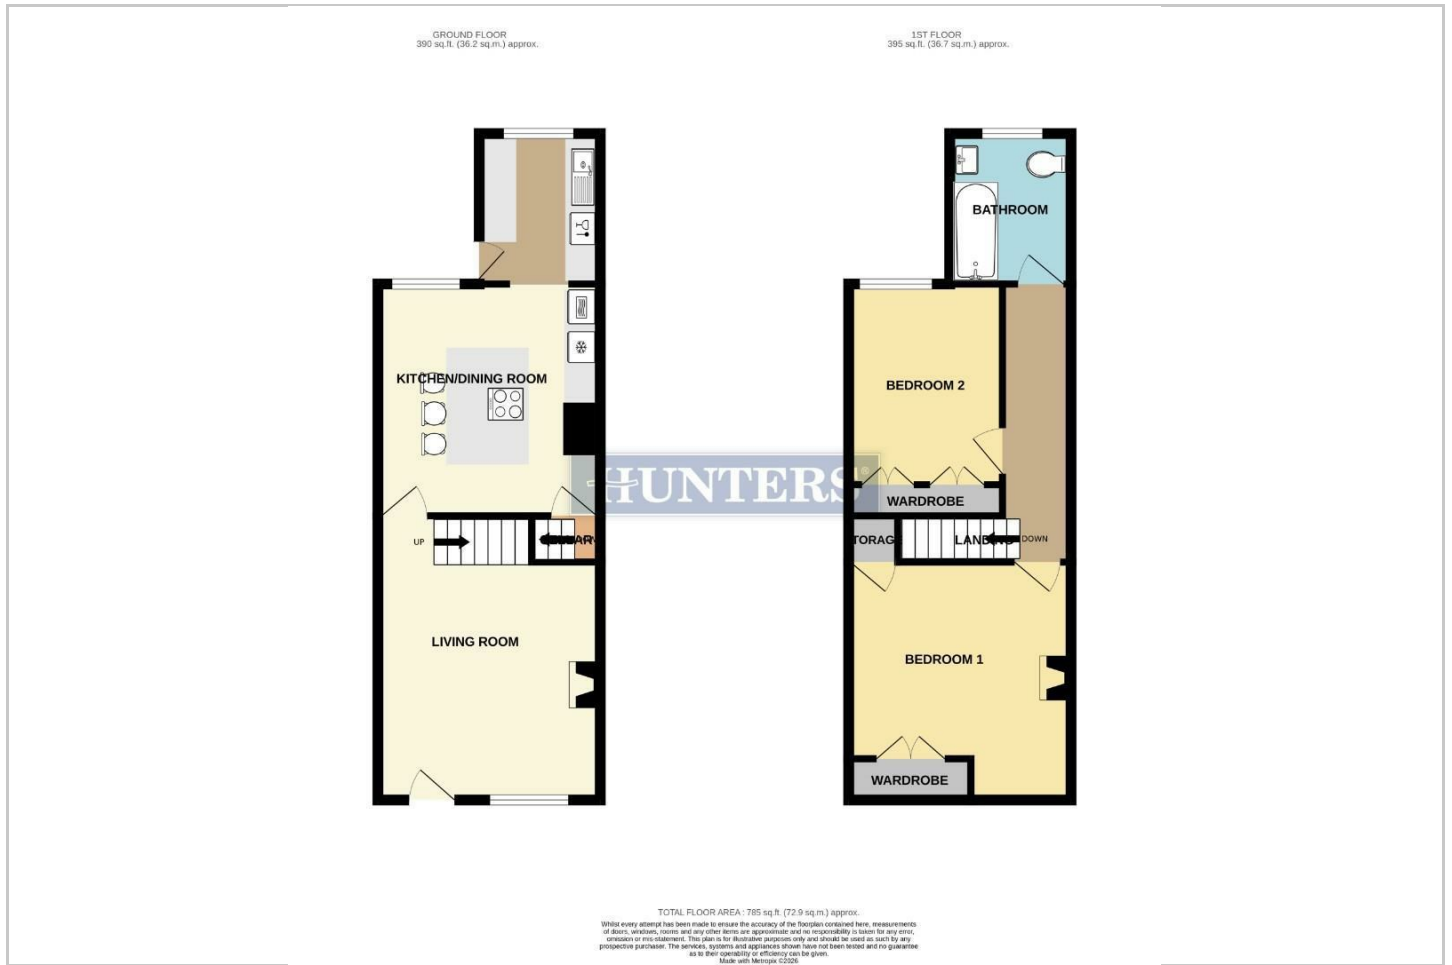 GROUND FLOOR
390 sq.ft. (36.2 sq.m.) approx.
1ST FLOOR
395 sq.ft. (36.7 sq.m.) approx.
BATHROOM
KITCHEN/DINING ROOM
BEDROOM 2
HUNTERS®
WARDROBE
UP
STORAGE
LANDING
DOWN
LIVING ROOM
BEDROOM 1
WARDROBE
TOTAL FLOOR AREA : 785 sq.ft. (72.9 sq.m.) approx.
Whilst every attempt has been made to ensure the accuracy of the floorplan contained here, measurements
of doors, windows, rooms and any other items are approximate and no responsibility is taken for any error,
omission or mis-statement. This plan is for illustrative purposes only and should be used as such by any
prospective purchaser. The services, systems and appliances shown have not been tested and no guarantee
as to their operability or efficiency can be given.
Made with Metropix ©2026